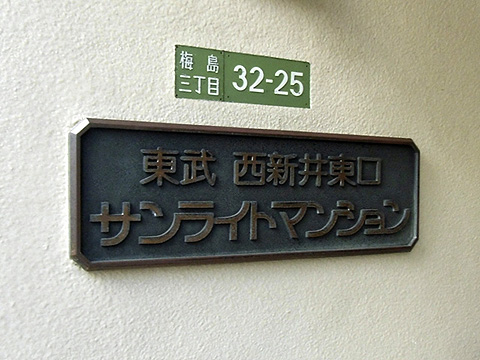 梅島
三丁目
32-25
東武 西新井東口
サンライトマンション